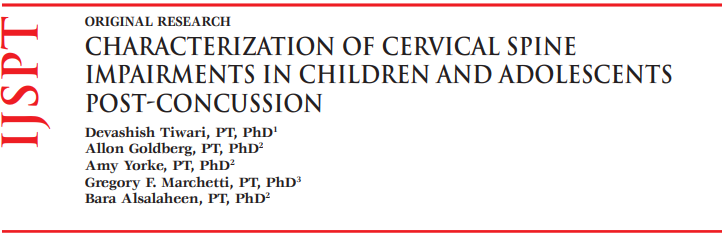 IJSPT
ORIGINAL RESEARCH
CHARACTERIZATION OF CERVICAL SPINE
IMPAIRMENTS IN CHILDREN AND ADOLESCENTS
POST-CONCUSSION
Devashish Tiwari, PT, PhD¹
Allon Goldberg, PT, PhD²
Amy Yorke, PT, PhD²
Gregory F. Marchetti, PT, PhD³
Bara Alsalaheen, PT, PhD²